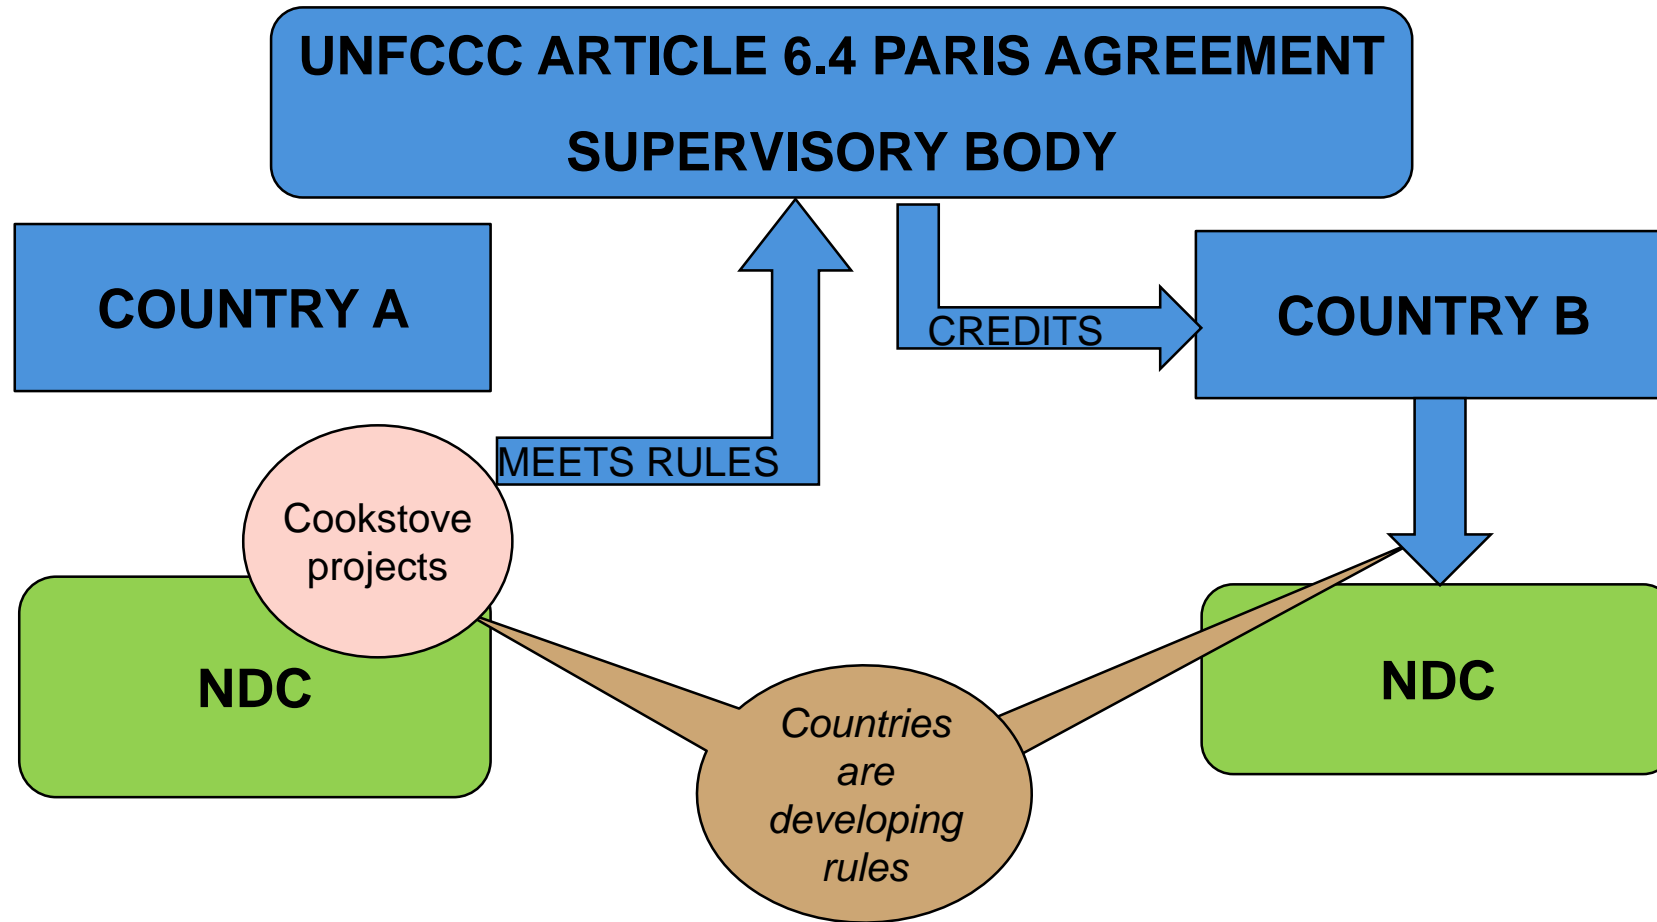 UNFCCC ARTICLE 6.4 PARIS AGREEMENT
SUPERVISORY BODY
COUNTRY A
CREDITS
COUNTRY B
MEETS RULES
Cookstove
projects
NDC
NDC
Countries
are
developing
rules